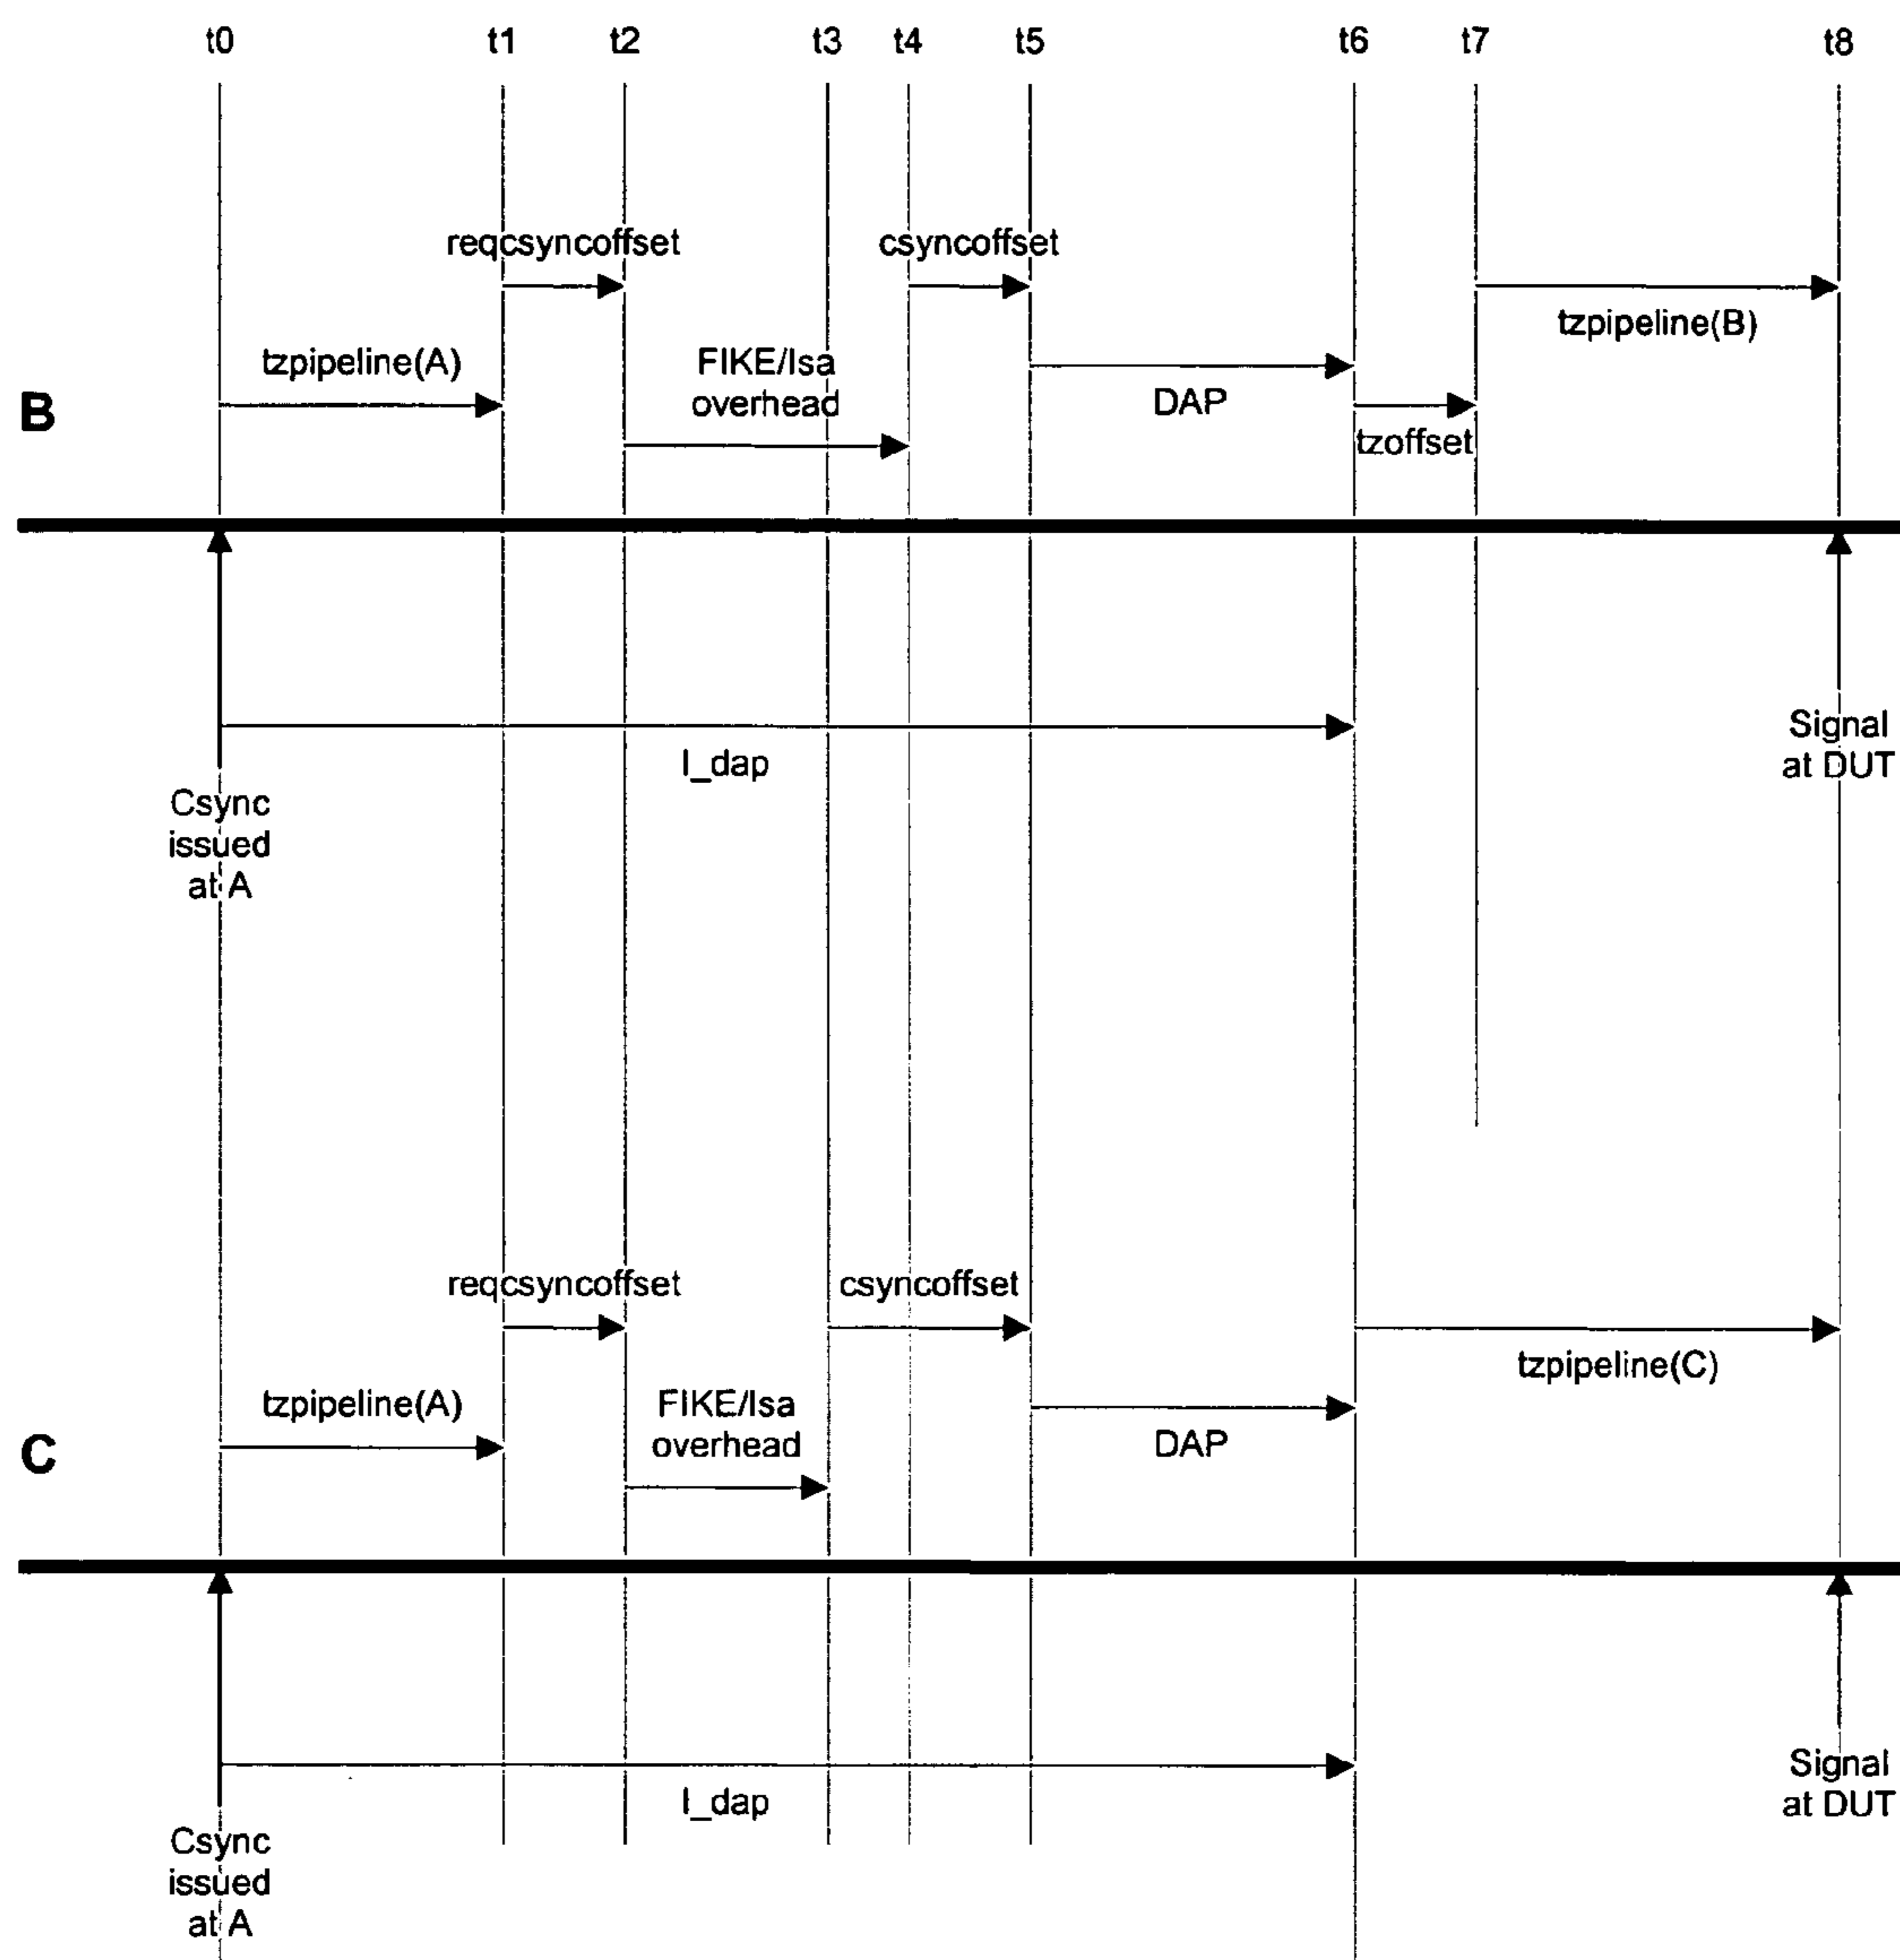 t0 t1 t2 t3 t4 t5 t6 t7 t8
reqcsyncoffset csyncoffset
tzpipeline(B)
tzpipeline(A) FIKE/Isa
overhead
DAP
B
tzoffset
l_dap
Signal
at DUT
Csync
issued
at A
reqcsyncoffset csyncoffset
tzpipeline(C)
tzpipeline(A) FIKE/Isa
overhead
DAP
C
l_dap
Signal
at DUT
Csync
issued
at A